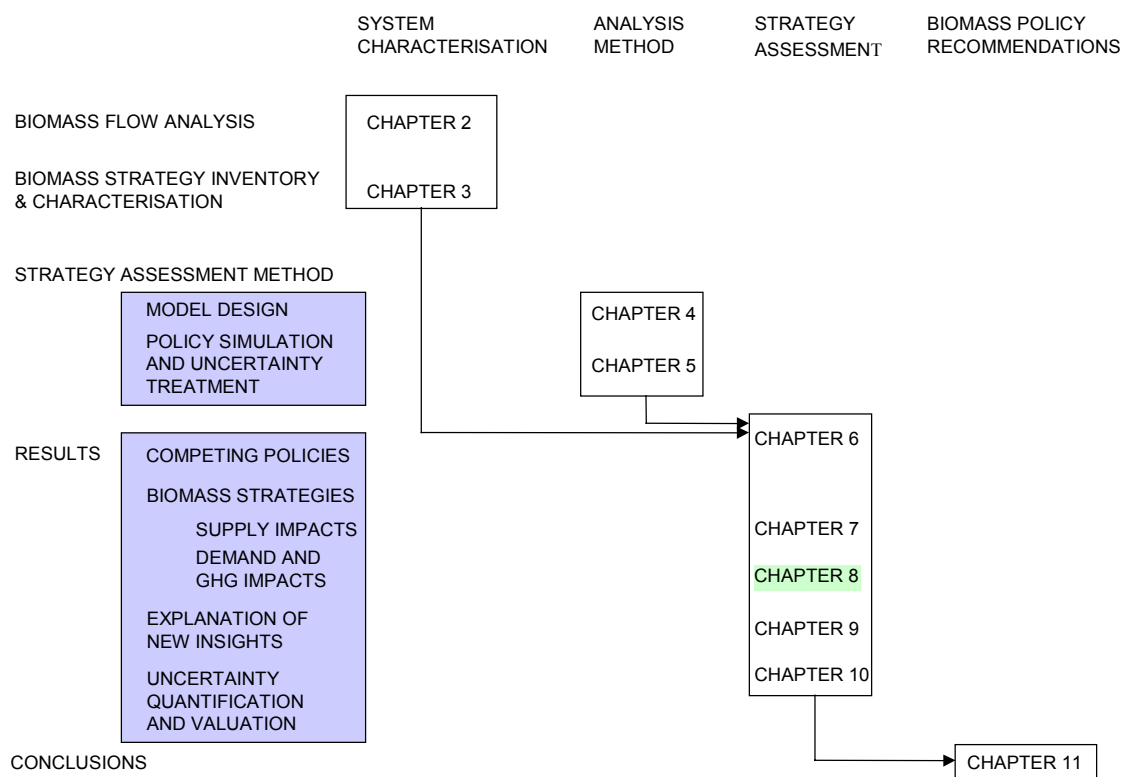 SYSTEM
CHARACTERISATION
ANALYSIS
METHOD
STRATEGY
ASSESSMENT
BIOMASS POLICY
RECOMMENDATIONS
BIOMASS FLOW ANALYSIS
CHAPTER 2
BIOMASS STRATEGY INVENTORY
& CHARACTERISATION
CHAPTER 3
STRATEGY ASSESSMENT METHOD
MODEL DESIGN
CHAPTER 4
POLICY SIMULATION
AND UNCERTAINTY
TREATMENT
CHAPTER 5
RESULTS
COMPETING POLICIES
CHAPTER 6
BIOMASS STRATEGIES
SUPPLY IMPACTS
CHAPTER 7
DEMAND AND
GHG IMPACTS
CHAPTER 8
EXPLANATION OF
NEW INSIGHTS
CHAPTER 9
UNCERTAINTY
QUANTIFICATION
AND VALUATION
CHAPTER 10
CONCLUSIONS
CHAPTER 11